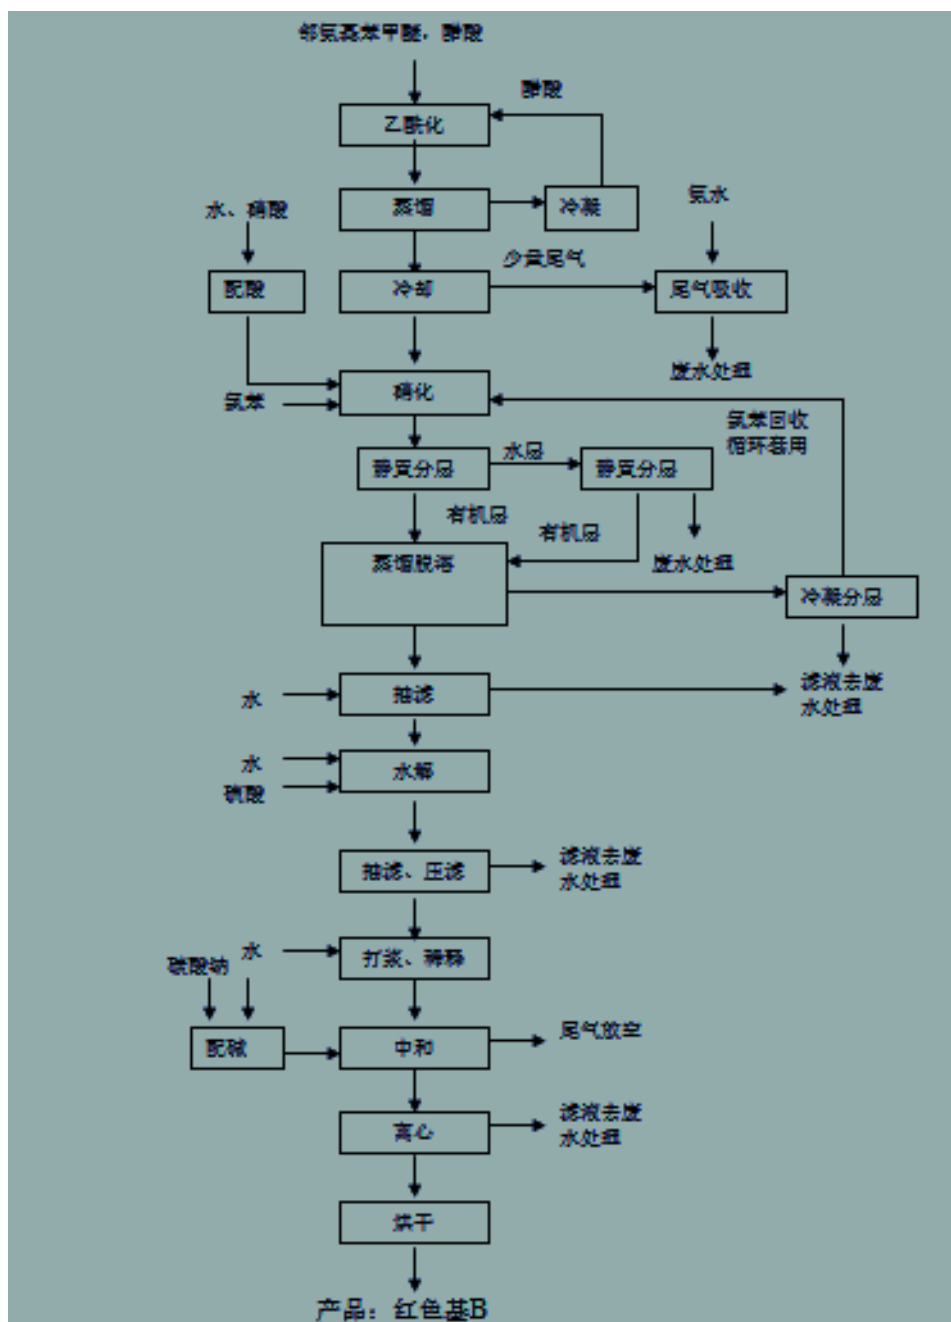 邻氨基苯甲醚，醋酸
醋酸
乙酰化
蒸馏
冷凝
氨水
水、硝酸
少量尾气
配酸
冷却
尾气吸收
废水处理
硝化
氯苯
氯苯回收
循环套用
水层
静置分层
静置分层
有机层
有机层
蒸馏脱溶
废水处理
冷凝分层
抽滤
水
滤液去废
水处理
水
水解
硫酸
抽滤、压滤
滤液去废
水处理
水
打浆、稀释
碳酸钠
尾气放空
配碱
中和
滤液去废
水处理
离心
烘干
产品：红色基B